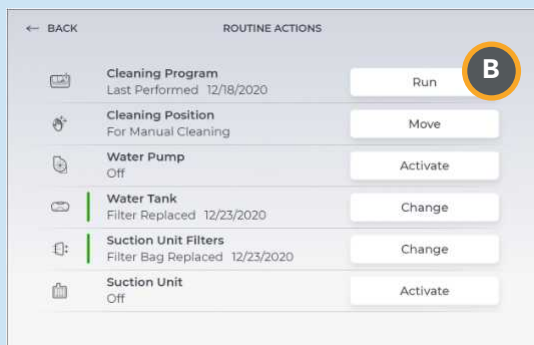 ← BACK
ROUTINE ACTIONS
B
Cleaning Program
Last Performed 12/18/2020
Run
Cleaning Position
For Manual Cleaning
Move
Water Pump
Off
Activate
Water Tank
Filter Replaced 12/23/2020
Change
Suction Unit Filters
Filter Bag Replaced 12/23/2020
Change
Suction Unit
Off
Activate